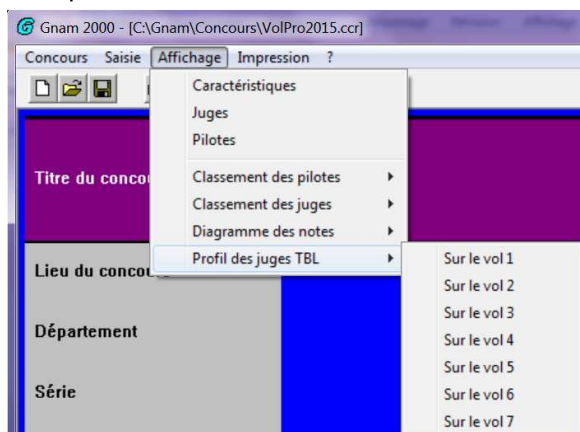 Gnam 2000 - [C:\Gnam\Concours\VolPro2015.ccr]
Concours Saisie Affichage Impression ?
Caractéristiques
Juges
Pilotes
Titre du conco
Classement des pilotes
Classement des juges
Diagramme des notes
Profil des juges TBL
Lieu du concou
Sur le vol 1
Sur le vol 2
Sur le vol 3
Département
Sur le vol 4
Sur le vol 5
Série
Sur le vol 6
Sur le vol 7